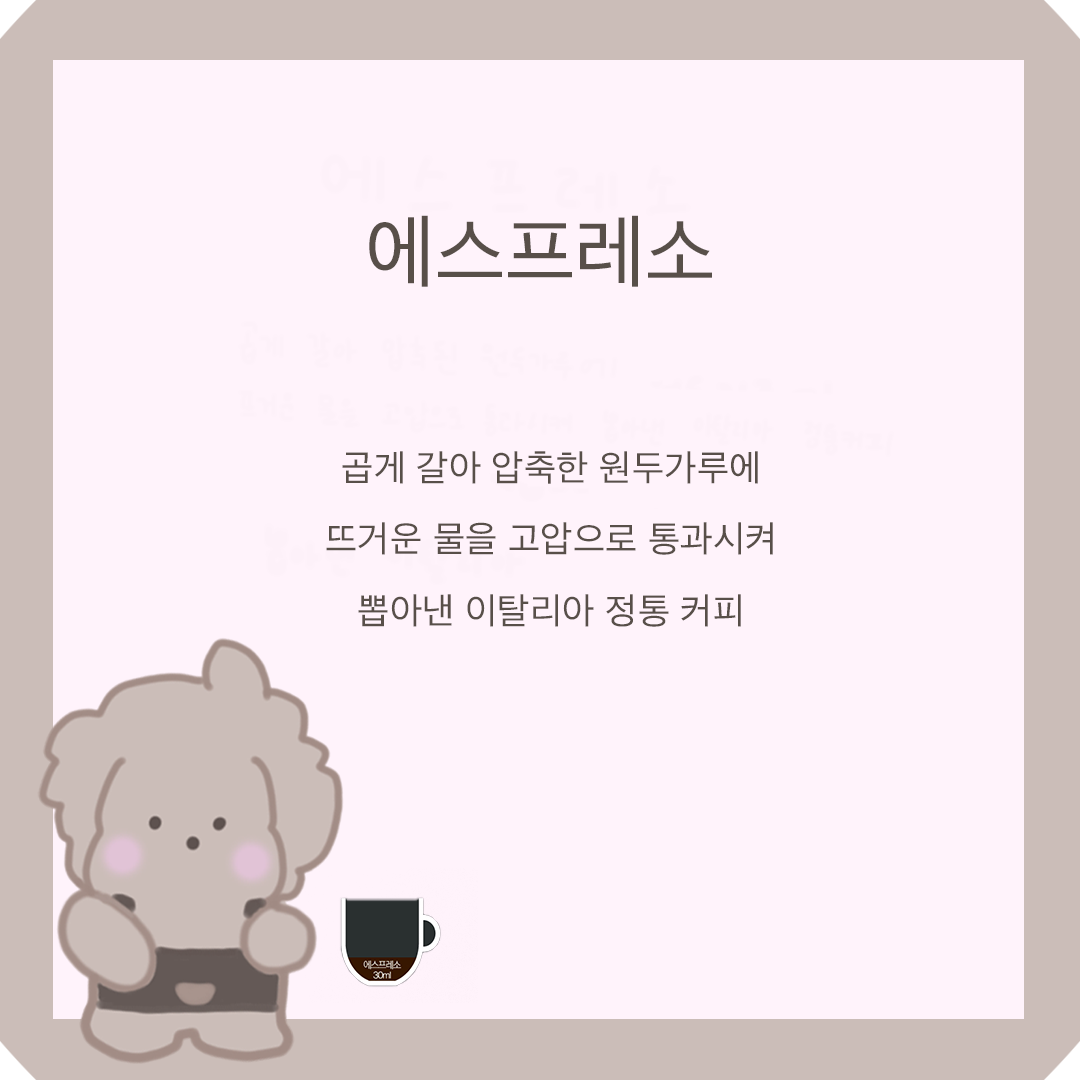 에스프레소
곱게 갈아 압축한 원두가루에
뜨거운 물을 고압으로 통과시켜
뽑아낸 이탈리아 정통 커피
에스프레소
30ml